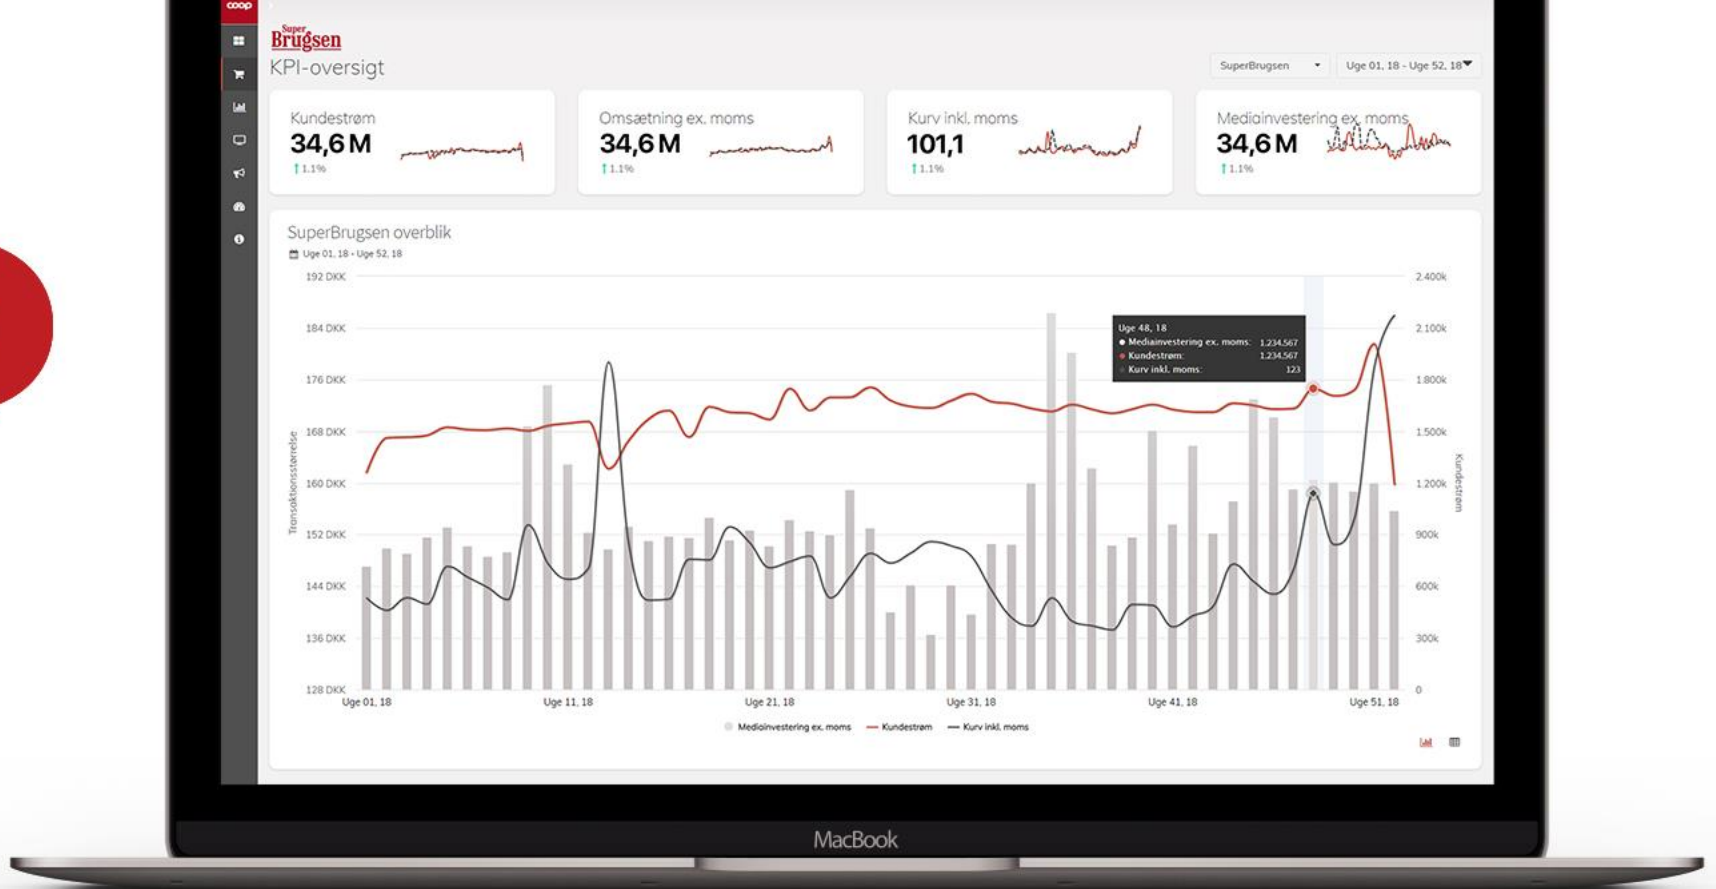 coop
Super
Brugsen
KPI-oversigt
SuperBrugsen
Uge 01, 18 - Uge 52, 18
Kundestrøm
34,6 M
1.1%
Omsætning ex. moms
34,6 M
1.1%
Kurv inkl. moms
101,1
1.1%
Mediainvestering ex. moms
34,6 M
1.1%
SuperBrugsen overblik
Uge 01, 18 - Uge 52, 18
192 DKK
184 DKK
176 DKK
168 DKK
160 DKK
152 DKK
144 DKK
136 DKK
128 DKK
Transaktionsstørrelse
Uge 48, 18
Mediainvestering ex. moms: 1.234.567
Kundestrøm: 1.234.567
Kurv inkl. moms: 123
2.400k
2.100k
1.800k
1.500k
1.200k
900k
600k
300k
0
Kundestrøm
Uge 01, 18
Uge 11, 18
Uge 21, 18
Uge 31, 18
Uge 41, 18
Uge 51, 18
Mediainvestering ex. moms
Kundestrøm
Kurv inkl. moms
MacBook